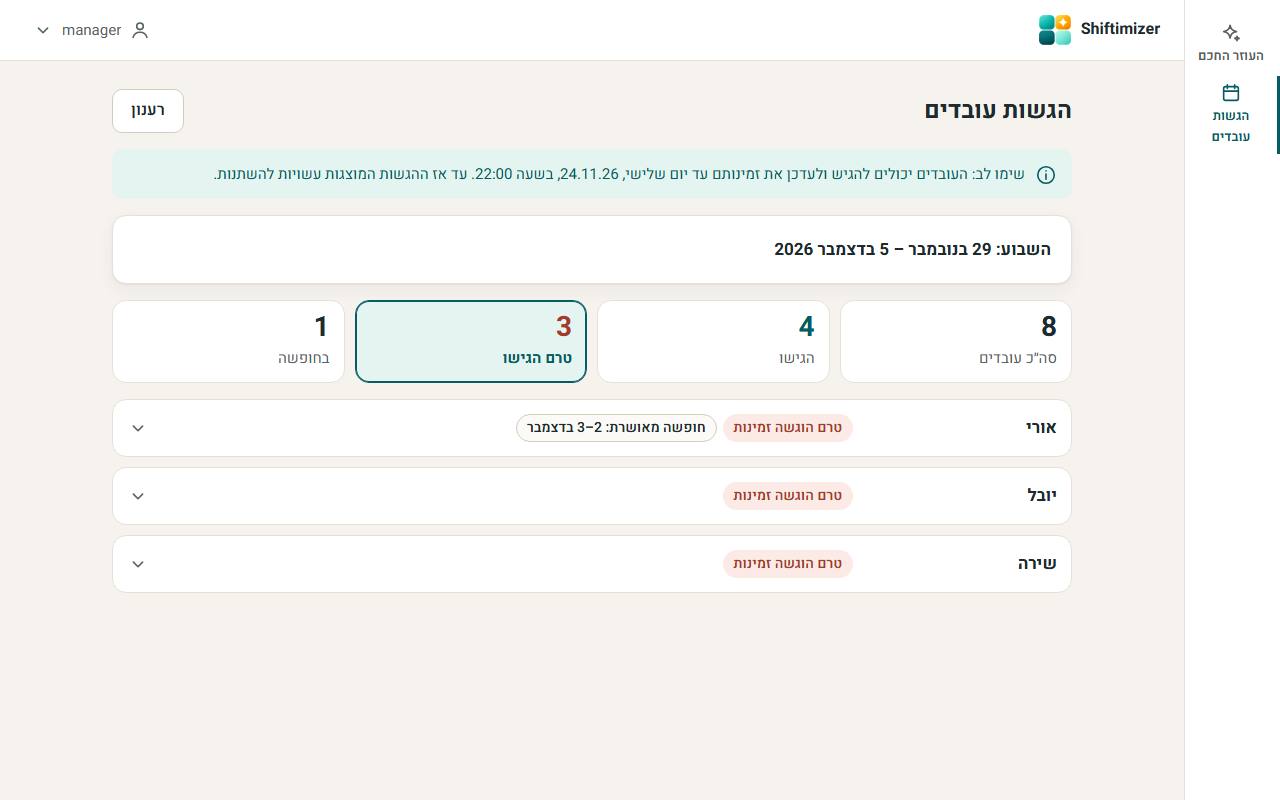 Shiftimizer
manager
העוזר החכם
הגשות
עובדים
הגשות עובדים
רענון
שימו לב: העובדים יכולים להגיש ולעדכן את זמינותם עד יום שלישי, 24.11.26, בשעה 22:00. עד אז ההגשות המוצגות עשויות להשתנות.
השבוע: 29 בנובמבר – 5 בדצמבר 2026
8
סה"כ עובדים
4
הגישו
3
טרם הגישו
1
בחופשה
אורי
טרם הוגשה זמינות
חופשה מאושרת: 2–3 בדצמבר
יובל
טרם הוגשה זמינות
שירה
טרם הוגשה זמינות